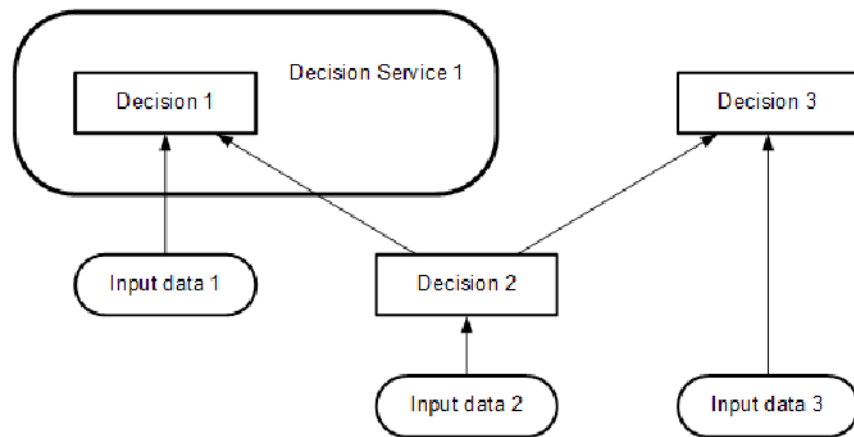 Decision Service 1
Decision 1
Decision 3
Input data 1
Decision 2
Input data 2
Input data 3